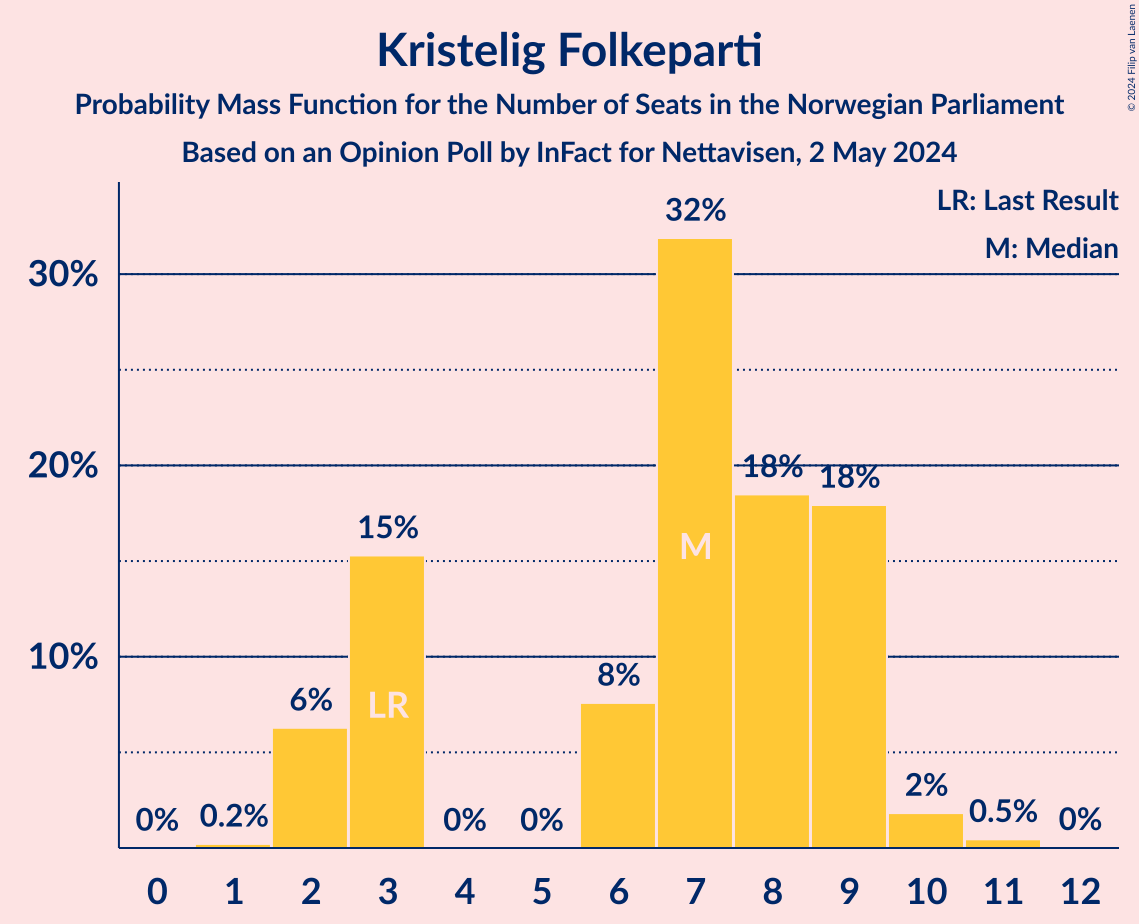 Kristelig Folkeparti
Probability Mass Function for the Number of Seats in the Norwegian Parliament
Based on an Opinion Poll by InFact for Nettavisen, 2 May 2024
© 2024 Filip van Laenen
LR: Last Result
M: Median
30%
20%
10%
0%
0.2%
6%
15%
LR
0%
0%
8%
32%
M
18%
18%
2%
0.5%
0%
0 1 2 3 4 5 6 7 8 9 10 11 12